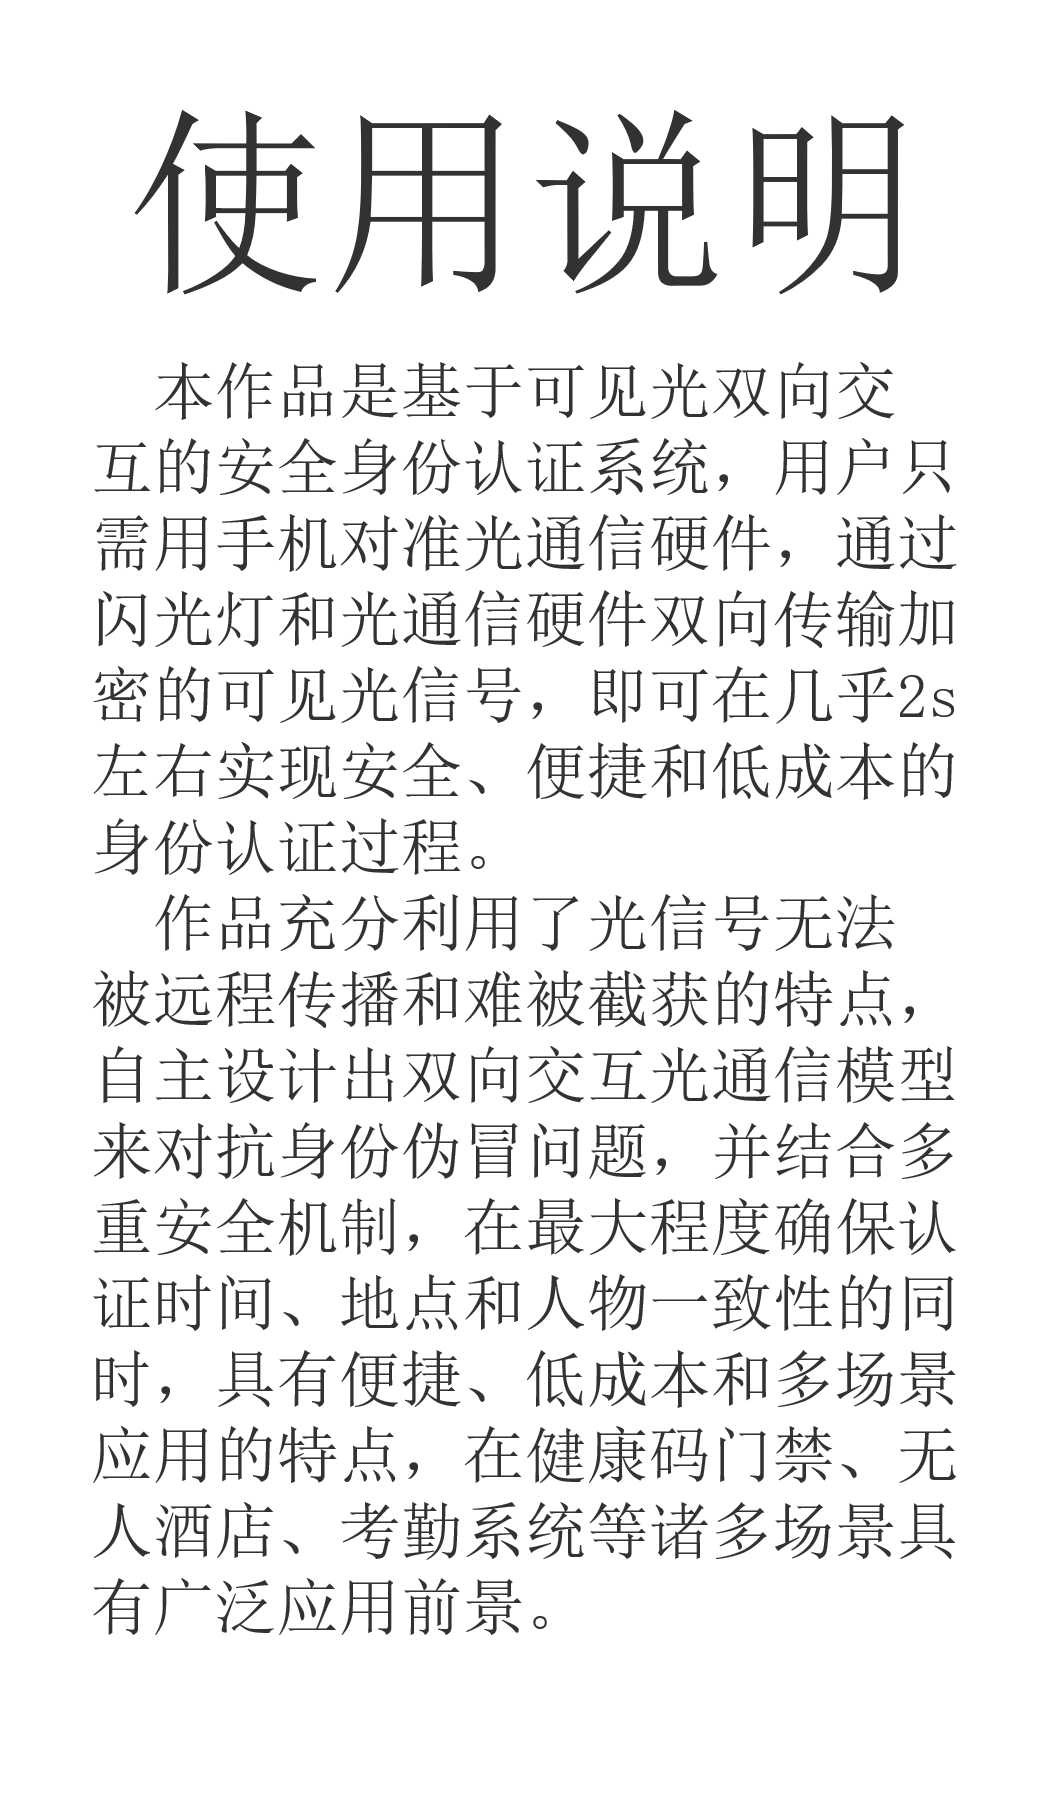 使用说明
本作品是基于可见光双向交
互的安全身份认证系统，用户只
需用手机对准光通信硬件，通过
闪光灯和光通信硬件双向传输加
密的可见光信号，即可在几乎2s
左右实现安全、便捷和低成本的
身份认证过程。
作品充分利用了光信号无法
被远程传播和难被截获的特点，
自主设计出双向交互光通信模型
来对抗身份伪冒问题，并结合多
重安全机制，在最大程度确保认
证时间、地点和人物一致性的同
时，具有便捷、低成本和多场景
应用的特点，在健康码门禁、无
人酒店、考勤系统等诸多场景具
有广泛应用前景。